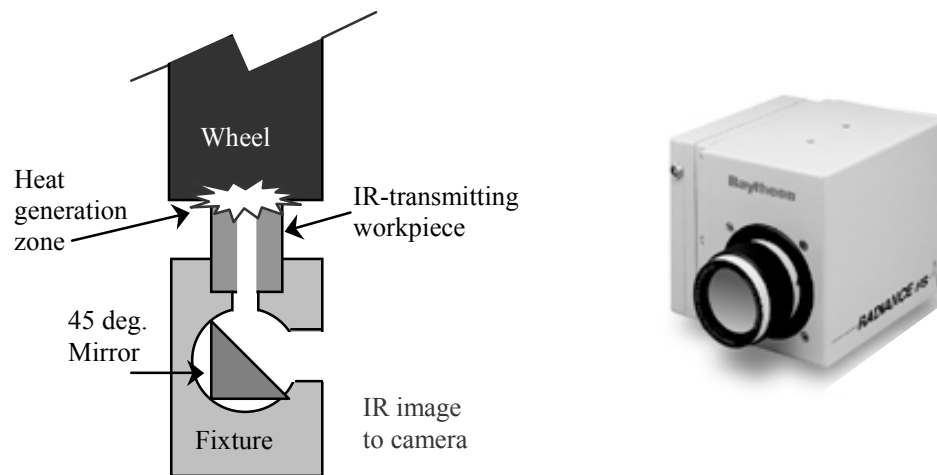 Wheel
Heat
generation
zone
IR-transmitting
workpiece
45 deg.
Mirror
Fixture
IR image
to camera
Raytheon
RADIANCE HS